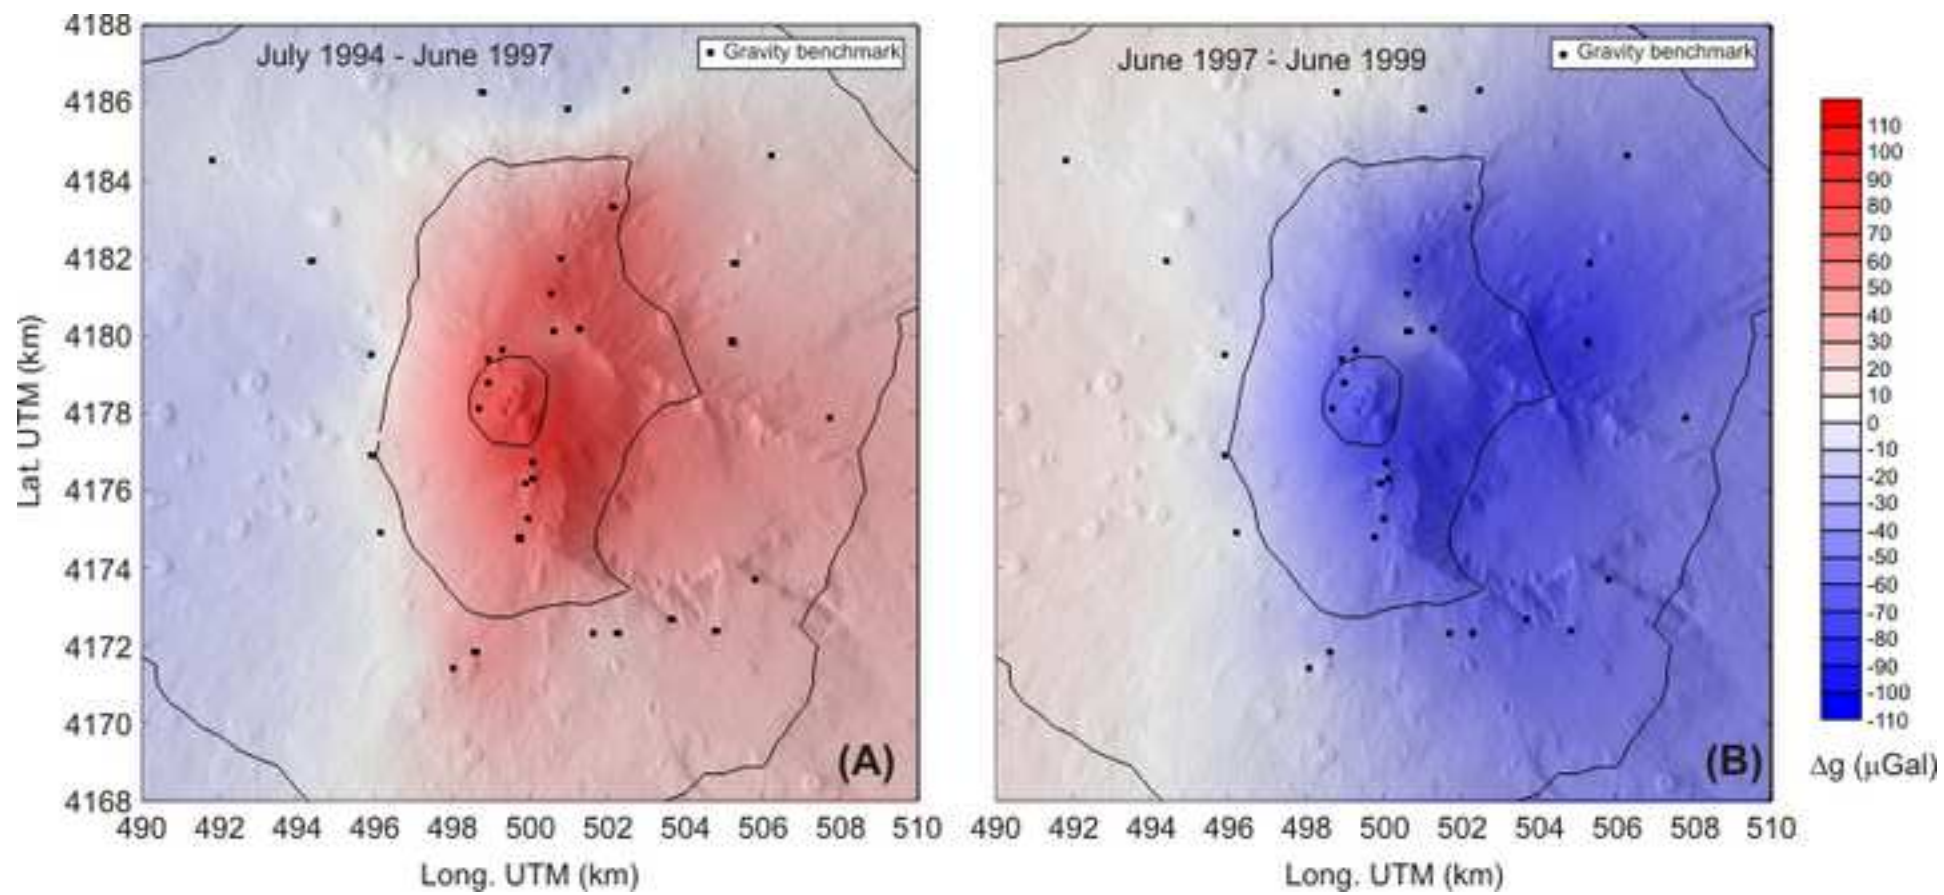 July 1994 - June 1997
Gravity benchmark
June 1997 - June 1999
Gravity benchmark
4188
4186
4184
4182
4180
4178
4176
4174
4172
4170
4168
Lat. UTM (km)
(A)
(B)
490 492 494 496 498 500 502 504 506 508 510
490 492 494 496 498 500 502 504 506 508 510
Long. UTM (km)
Long. UTM (km)
110
100
90
80
70
60
50
40
30
20
10
0
-10
-20
-30
-40
-50
-60
-70
-80
-90
-100
-110
Δg (µGal)